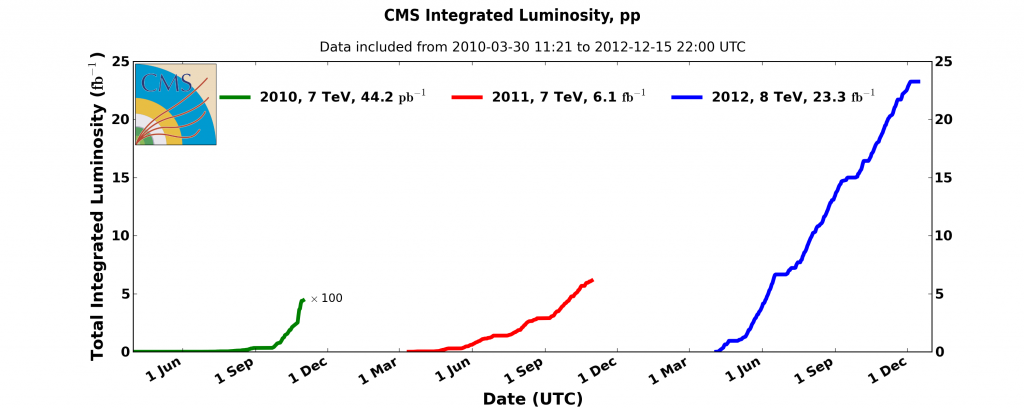 CMS Integrated Luminosity, pp
Data included from 2010-03-30 11:21 to 2012-12-15 22:00 UTC
CMS
2010, 7 TeV, 44.2 pb⁻¹
2011, 7 TeV, 6.1 fb⁻¹
2012, 8 TeV, 23.3 fb⁻¹
Total Integrated Luminosity (fb⁻¹)
25
20
15
10
5
0
25
20
15
10
5
0
× 100
1 Jun
1 Sep
1 Dec
1 Mar
1 Jun
1 Sep
1 Dec
1 Mar
1 Jun
1 Sep
1 Dec
Date (UTC)